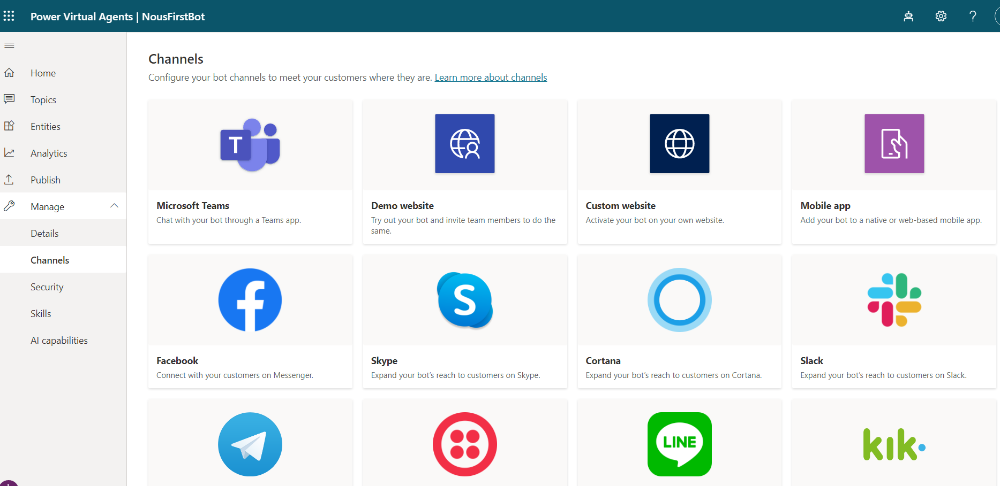 Power Virtual Agents | NousFirstBot
Home
Topics
Entities
Analytics
Publish
Manage
Details
Channels
Security
Skills
AI capabilities
Channels
Configure your bot channels to meet your customers where they are. Learn more about channels
T
Microsoft Teams
Chat with your bot through a Teams app.
Demo website
Try out your bot and invite team members to do the
same.
Custom website
Activate your bot on your own website.
Mobile app
Add your bot to a native or web-based mobile app.
f
Facebook
Connect with your customers on Messenger.
S
Skype
Expand your bot’s reach to customers on Skype.
Cortana
Expand your bot’s reach to customers on Cortana.
Slack
Expand your bot’s reach to customers on Slack.
LINE
kik